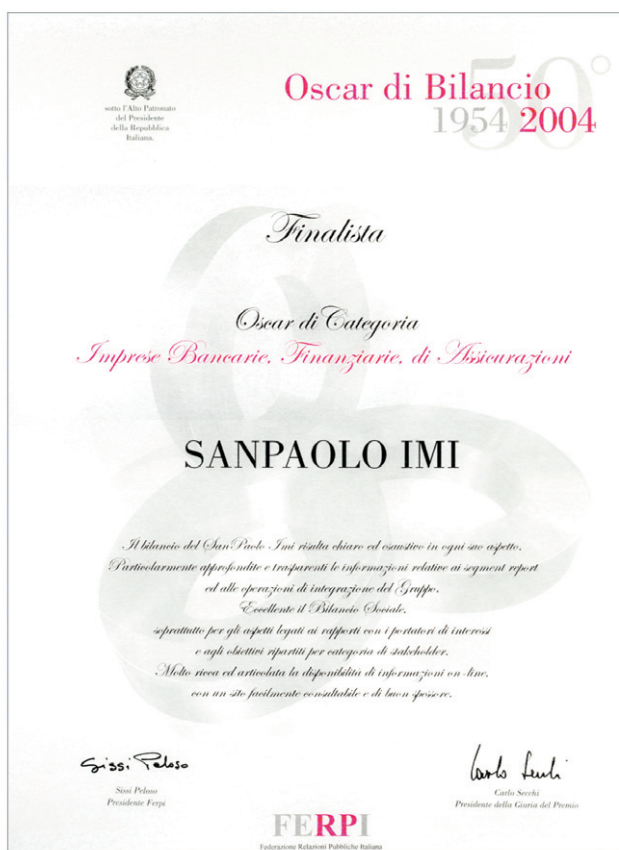 sotto l'Alto Patronato
del Presidente
della Repubblica
Italiana.
50°
Oscar di Bilancio
1954 2004
Finalista
Oscar di Categoria
Imprese Bancarie, Finanziarie, di Assicurazioni
SANPAOLO IMI
Il bilancio del San Paolo Imi risulta chiaro ed esaustivo in ogni suo aspetto.
Particolarmente approfondite e trasparenti le informazioni relative ai segment report
ed alle operazioni di integrazione del Gruppo.
Eccellente il Bilancio Sociale,
soprattutto per gli aspetti legati ai rapporti con i portatori di interessi
e agli obiettivi ripartiti per categoria di stakeholder.
Molto ricca ed articolata la disponibilità di informazioni on-line,
con un sito facilmente consultabile e di buon spessore.
Sissi Peloso
Sissi Peloso
Presidente Ferpi
Carlo Secchi
Carlo Secchi
Presidente della Giuria del Premio
FERPI
Federazione Relazioni Pubbliche Italiana